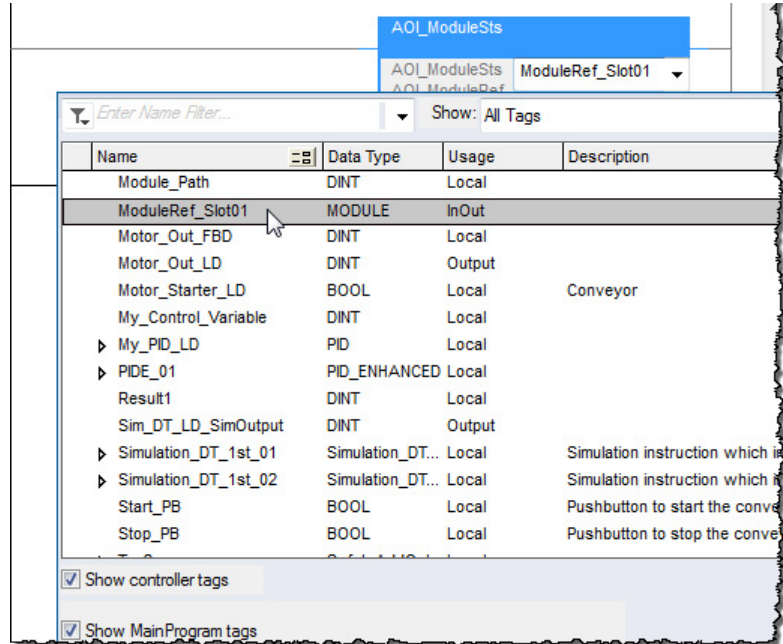 AOI_ModuleSts
AOI_ModuleSts ModuleRef_Slot01
AOI_ModuleRef
Enter Name Filter... Show: All Tags
Name Data Type Usage Description
Module_Path DINT Local
ModuleRef_Slot01 MODULE InOut
Motor_Out_FBD DINT Local
Motor_Out_LD DINT Output
Motor_Starter_LD BOOL Local Conveyor
My_Control_Variable DINT Local
My_PID_LD PID Local
PIDE_01 PID_ENHANCED Local
Result1 DINT Local
Sim_DT_LD_SimOutput DINT Output
Simulation_DT_1st_01 Simulation_DT... Local Simulation instruction which
Simulation_DT_1st_02 Simulation_DT... Local Simulation instruction which
Start_PB BOOL Local Pushbutton to start the conve
Stop_PB BOOL Local Pushbutton to stop the conve
Show controller tags
Show MainProgram tags